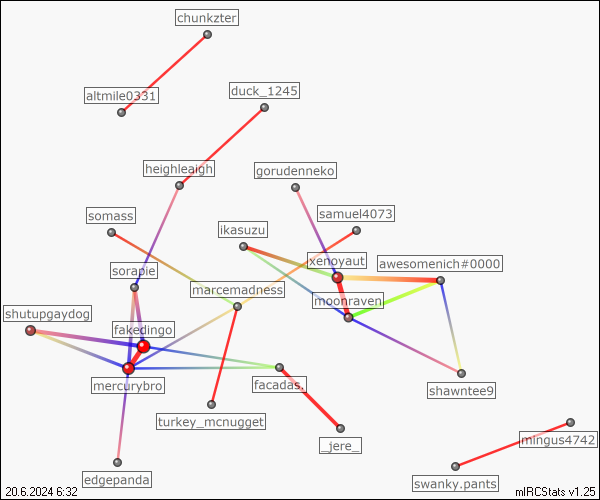 chunkzter
altmile0331
duck_1245
heighleaigh
gorudenneko
somass
samuel4073
ikasuzu
xenoyaut
awesomenich#0000
sorapie
marcemadness
moonraven
shutupgaydog
fakedingo
mercurybro
facadas.
shawntee9
turkey_mcnugget
_jere_
mingus4742
edgepanda
swanky.pants
20.6.2024 6:32
mIRCStats v1.25